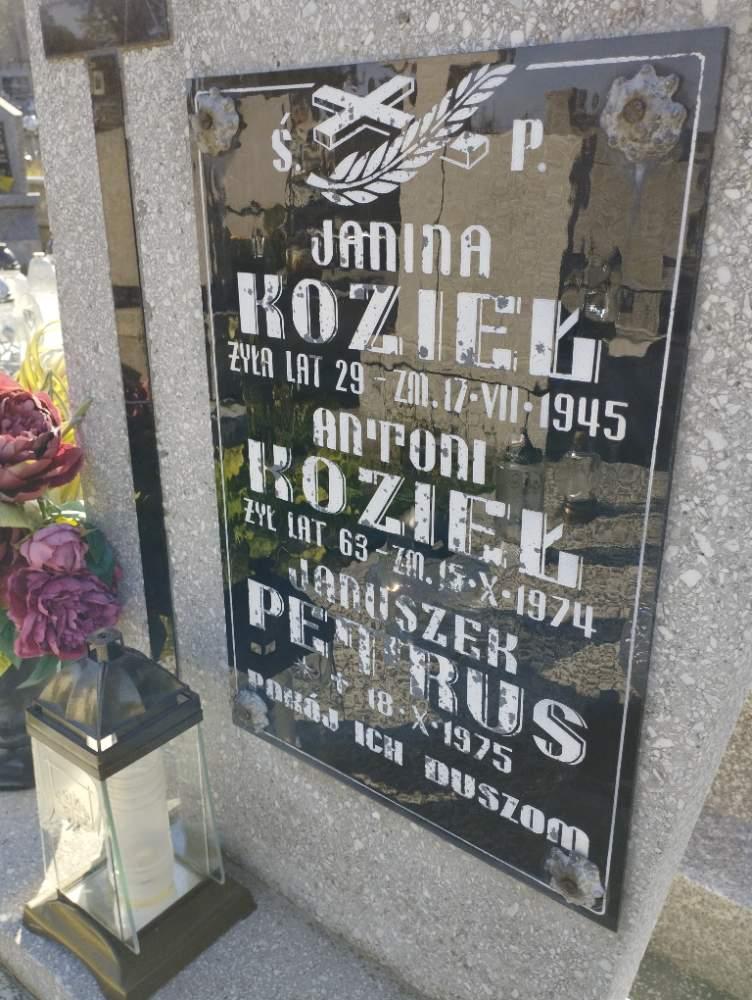 Ś. P.
JANINA
KOZIEŁ
ŻYŁA LAT 29 - ZM. 17·VII·1945
ANTONI
KOZIEŁ
ŻYŁ LAT 63 - ZM. 15·X·1974
JANUSZEK
PETRUS
* + 18·X·1975
POKÓJ ICH DUSZOM